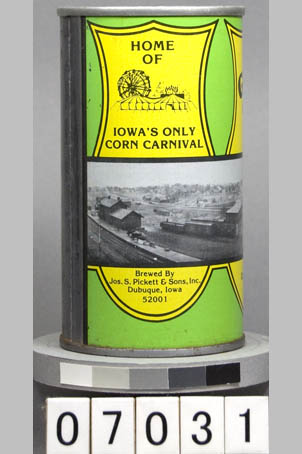 HOME
OF
IOWA'S ONLY
CORN CARNIVAL
Brewed By
Jos. S. Pickett & Sons, Inc.
Dubuque, Iowa
52001
07031